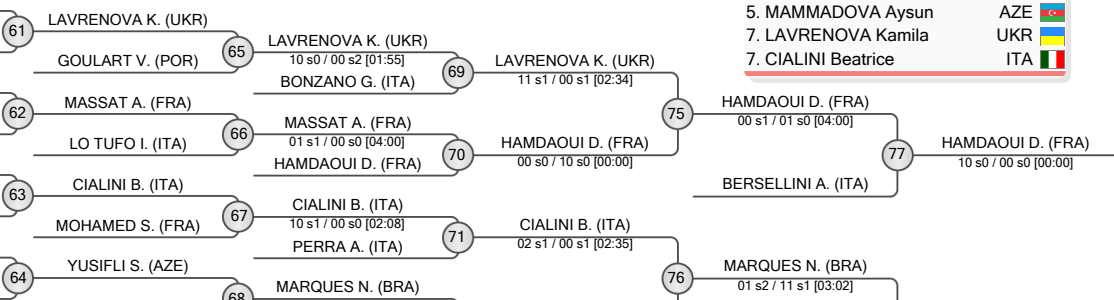 5. MAMMADOVA Aysun AZE
7. LAVRENOVA Kamila UKR
7. CIALINI Beatrice ITA
61
LAVRENOVA K. (UKR)
GOULART V. (POR)
65
LAVRENOVA K. (UKR)
10 s0 / 00 s2 [01:55]
BONZANO G. (ITA)
69
LAVRENOVA K. (UKR)
11 s1 / 00 s1 [02:34]
62
MASSAT A. (FRA)
LO TUFO I. (ITA)
66
MASSAT A. (FRA)
01 s1 / 00 s0 [04:00]
HAMDAOUI D. (FRA)
70
HAMDAOUI D. (FRA)
00 s0 / 10 s0 [00:00]
75
HAMDAOUI D. (FRA)
00 s1 / 01 s0 [04:00]
BERSELLINI A. (ITA)
77
HAMDAOUI D. (FRA)
10 s0 / 00 s0 [00:00]
63
CIALINI B. (ITA)
MOHAMED S. (FRA)
67
CIALINI B. (ITA)
10 s1 / 00 s0 [02:08]
PERRA A. (ITA)
71
CIALINI B. (ITA)
02 s1 / 00 s1 [02:35]
64
YUSIFLI S. (AZE)
68
MARQUES N. (BRA)
76
MARQUES N. (BRA)
01 s2 / 11 s1 [03:02]